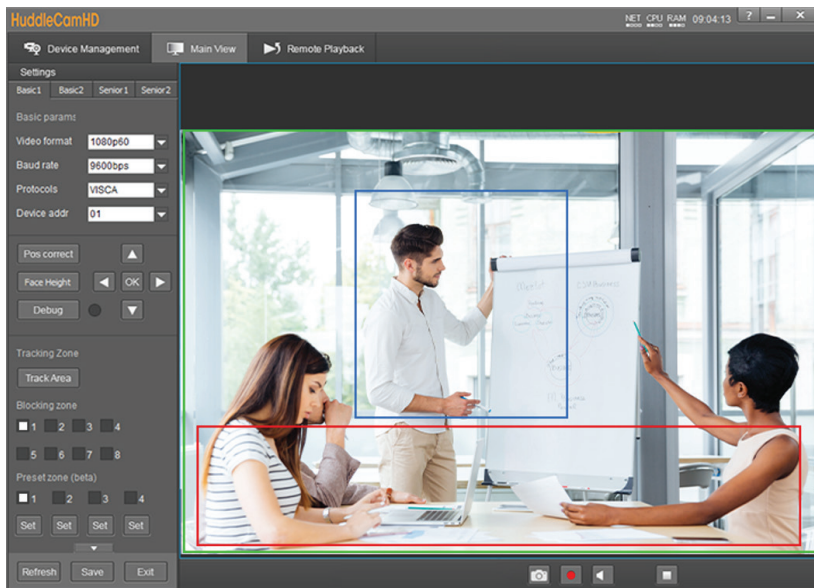 HuddleCamHD
NET CPU RAM 09:04:13 ?
Device Management Main View Remote Playback
Settings
Basic1 Basic2 Senior1 Senior2
Basic params
Video format 1080p60
Baud rate 9600bps
Protocols VISCA
Device addr 01
Pos correct
Face Height OK
Debug
Tracking Zone
Track Area
Blocking zone
1 2 3 4
5 6 7 8
Preset zone (beta)
1 2 3 4
Set Set Set Set
Refresh Save Exit